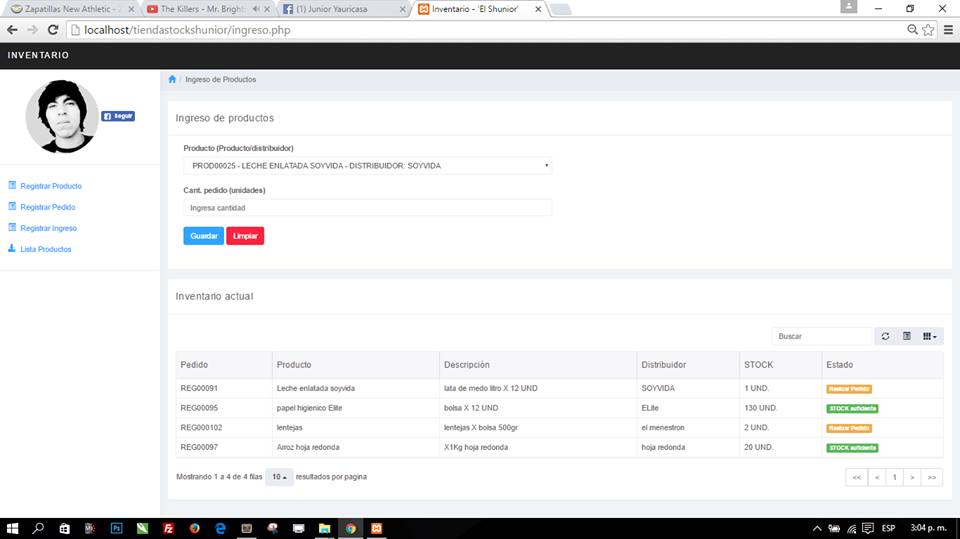 Zapatillas New Athletic - Z
The Killers - Mr. Bright
(1) Junior Yauricasa
Inventario - 'El Shunior'
localhost/tiendastockshunior/ingreso.php
INVENTARIO
Seguir
Registrar Producto
Registrar Pedido
Registrar Ingreso
Lista Productos
/ Ingreso de Productos
Ingreso de productos
Producto (Producto/distribuidor)
PROD00025 - LECHE ENLATADA SOYVIDA - DISTRIBUIDOR: SOYVIDA
Cant. pedido (unidades)
Ingresa cantidad
Guardar Limpiar
Inventario actual
Buscar
Pedido Producto Descripción Distribuidor STOCK Estado
REG00091 Leche enlatada soyvida lata de medo litro X 12 UND SOYVIDA 1 UND. Realizar Pedido
REG00095 papel higienico Elite bolsa X 12 UND ELite 130 UND. STOCK suficiente
REG000102 lentejas lentejas X bolsa 500gr el menestron 2 UND. Realizar Pedido
REG00097 Arroz hoja redonda X1Kg hoja redonda hoja redonda 20 UND. STOCK suficiente
Mostrando 1 a 4 de 4 filas 10 resultados por pagina
<< < 1 > >>
ESP 3:04 p. m.